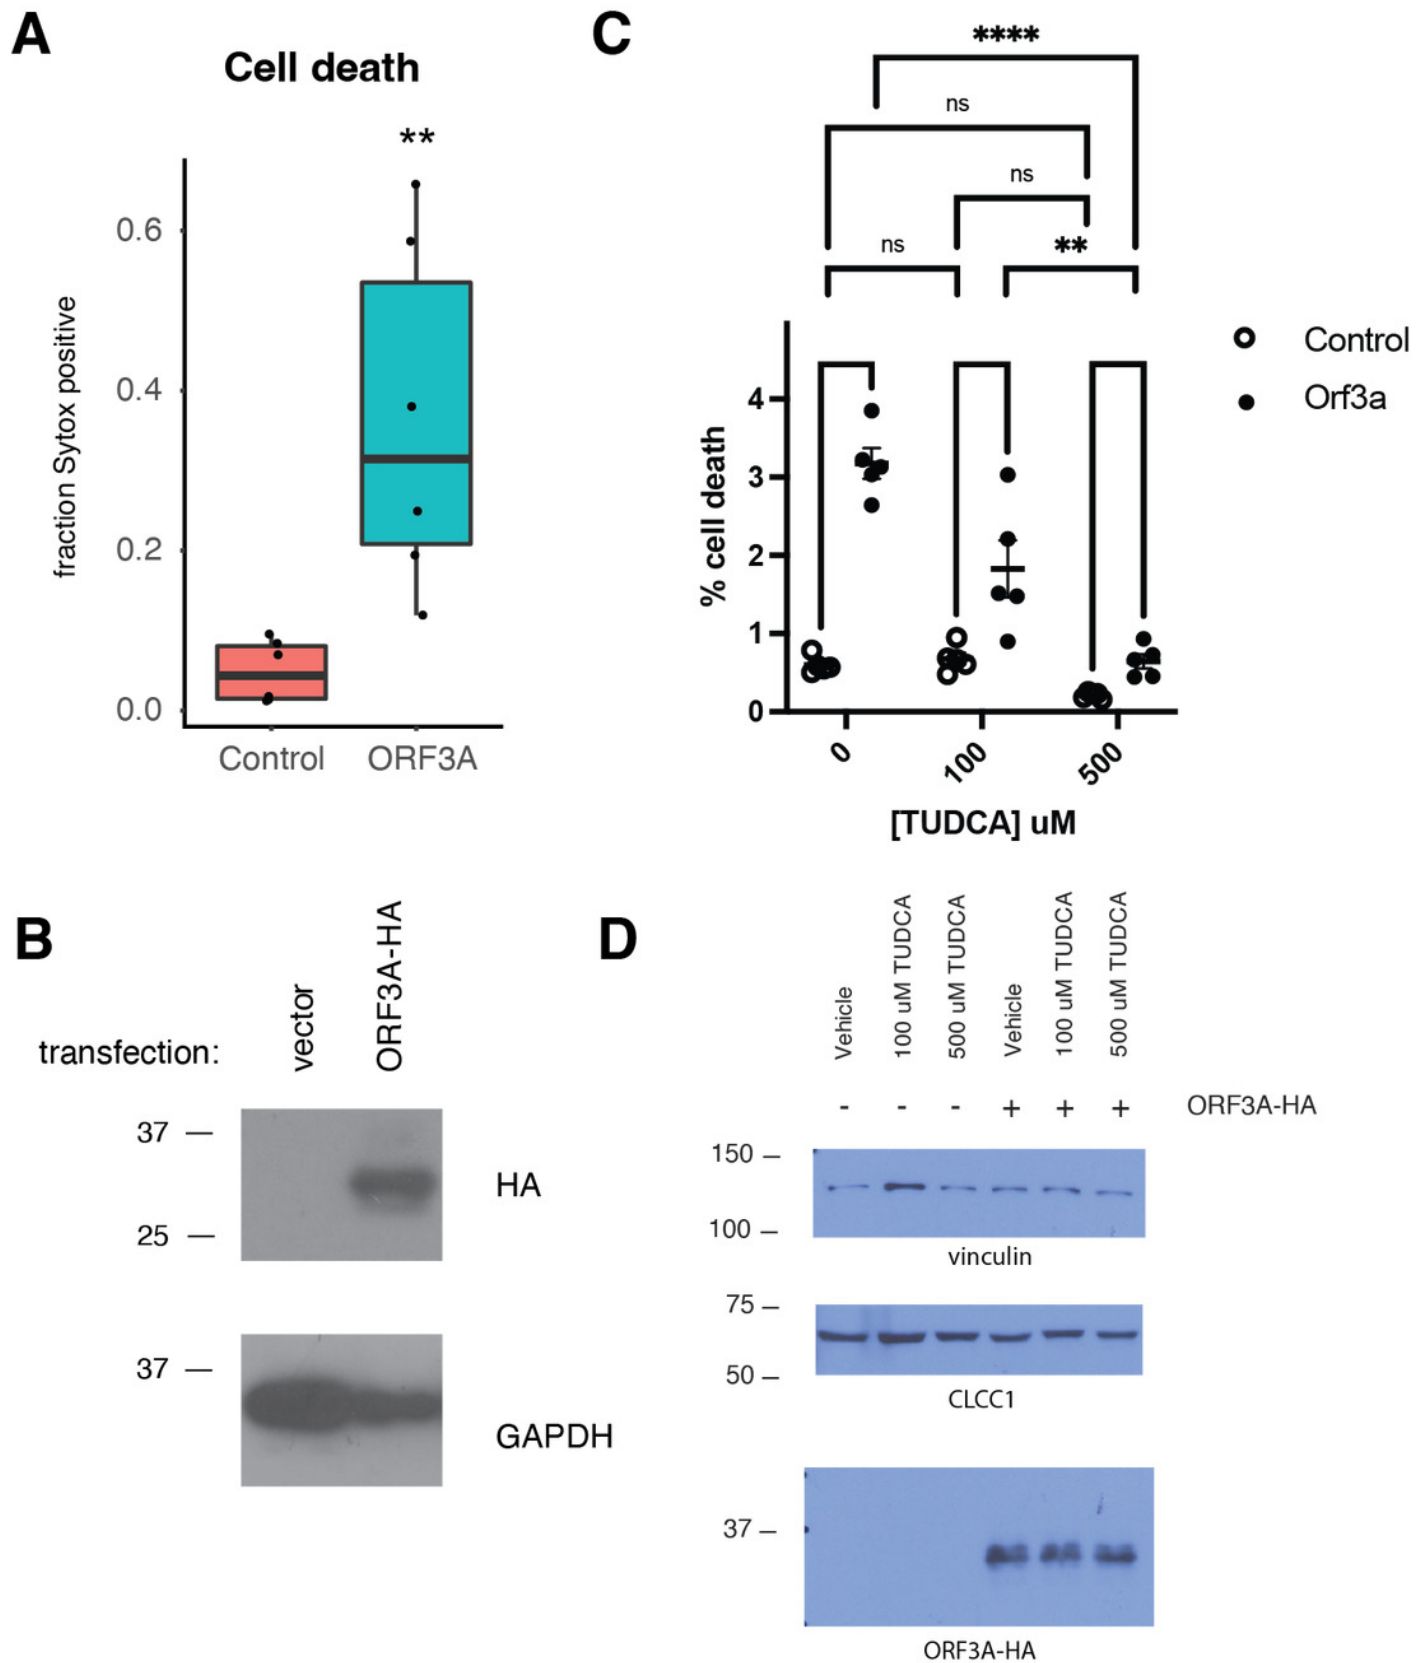 A
Cell death
**
fraction Sytox positive
0.6
0.4
0.2
0.0
Control
ORF3A
C
****
ns
ns
ns
**
Control
Orf3a
% cell death
4
3
2
1
0
0
100
500
[TUDCA] uM
B
transfection:
vector
ORF3A-HA
37
25
HA
37
GAPDH
D
Vehicle
100 uM TUDCA
500 uM TUDCA
Vehicle
100 uM TUDCA
500 uM TUDCA
- - - + + + ORF3A-HA
150
100
vinculin
75
50
CLCC1
37
ORF3A-HA